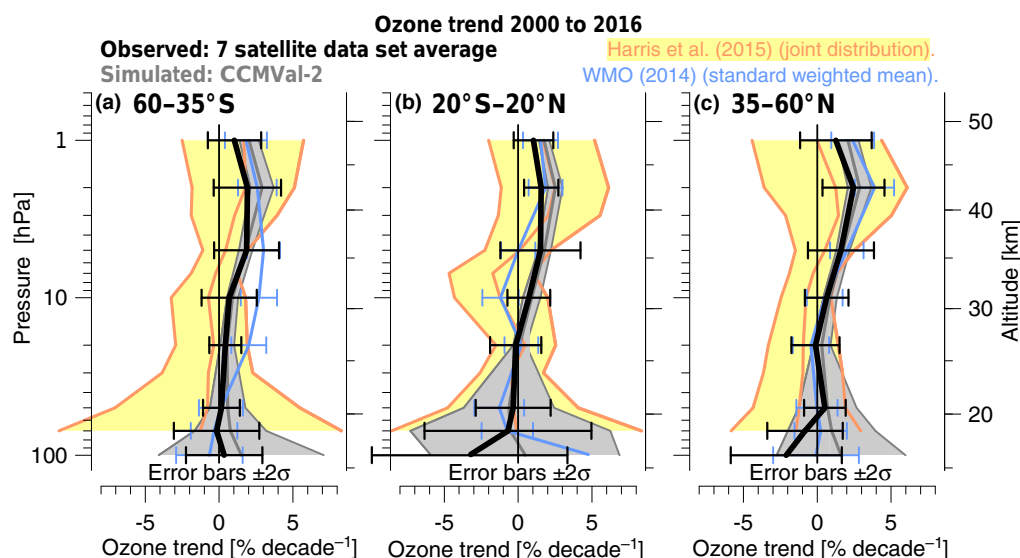 Ozone trend 2000 to 2016
Observed: 7 satellite data set average
Harris et al. (2015) (joint distribution).
Simulated: CCMVal-2
WMO (2014) (standard weighted mean).
(a) 60–35°S
(b) 20°S–20°N
(c) 35–60°N
Pressure [hPa]
1
10
100
50
40
30
20
Altitude [km]
Error bars ±2σ
Error bars ±2σ
Error bars ±2σ
-5 0 5
-5 0 5
-5 0 5
Ozone trend [% decade⁻¹]
Ozone trend [% decade⁻¹]
Ozone trend [% decade⁻¹]